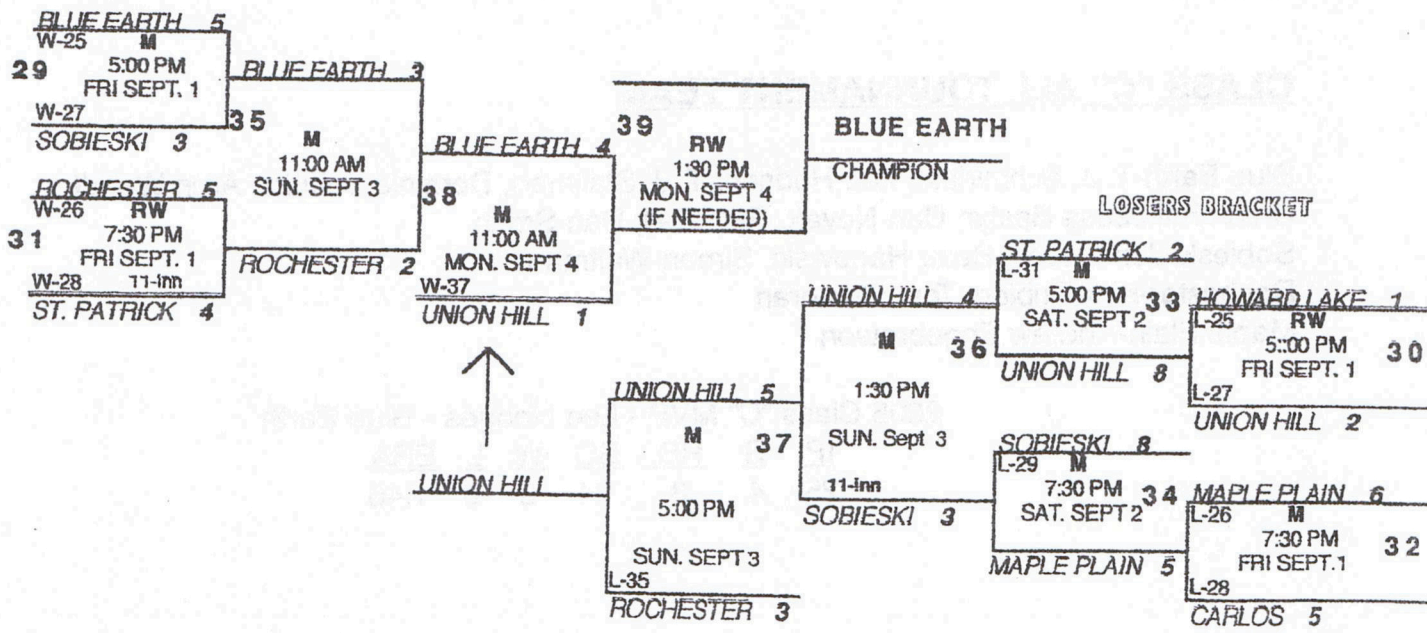 BLUE EARTH 5
W-25 M
29
5:00 PM
FRI SEPT. 1
W-27
SOBIESKI 3
ROCHESTER 5
W-26 RW
31
7:30 PM
FRI SEPT. 1
W-28 11-Inn
ST. PATRICK 4
BLUE EARTH 3
35
M
11:00 AM
SUN. SEPT 3
ROCHESTER 2
BLUE EARTH 4
38
M
11:00 AM
MON. SEPT 4
W-37
UNION HILL 1
39
RW
1:30 PM
MON. SEPT 4
(IF NEEDED)
BLUE EARTH
CHAMPION
LOSERS BRACKET
UNION HILL
UNION HILL 5
M
37
5:00 PM
SUN. SEPT 3
L-35
ROCHESTER 3
UNION HILL 4
M
36
1:30 PM
SUN. Sept 3
11-Inn
SOBIESKI 3
ST. PATRICK 2
L-31 M
5:00 PM
33
SAT. SEPT 2
UNION HILL 8
SOBIESKI 8
L-29 M
7:30 PM
34
SAT. SEPT 2
MAPLE PLAIN 5
HOWARD LAKE 1
L-25 RW
5::00 PM
30
FRI SEPT. 1
L-27
UNION HILL 2
MAPLE PLAIN 6
L-26 M
7:30 PM
32
FRI SEPT.1
L-28
CARLOS 5